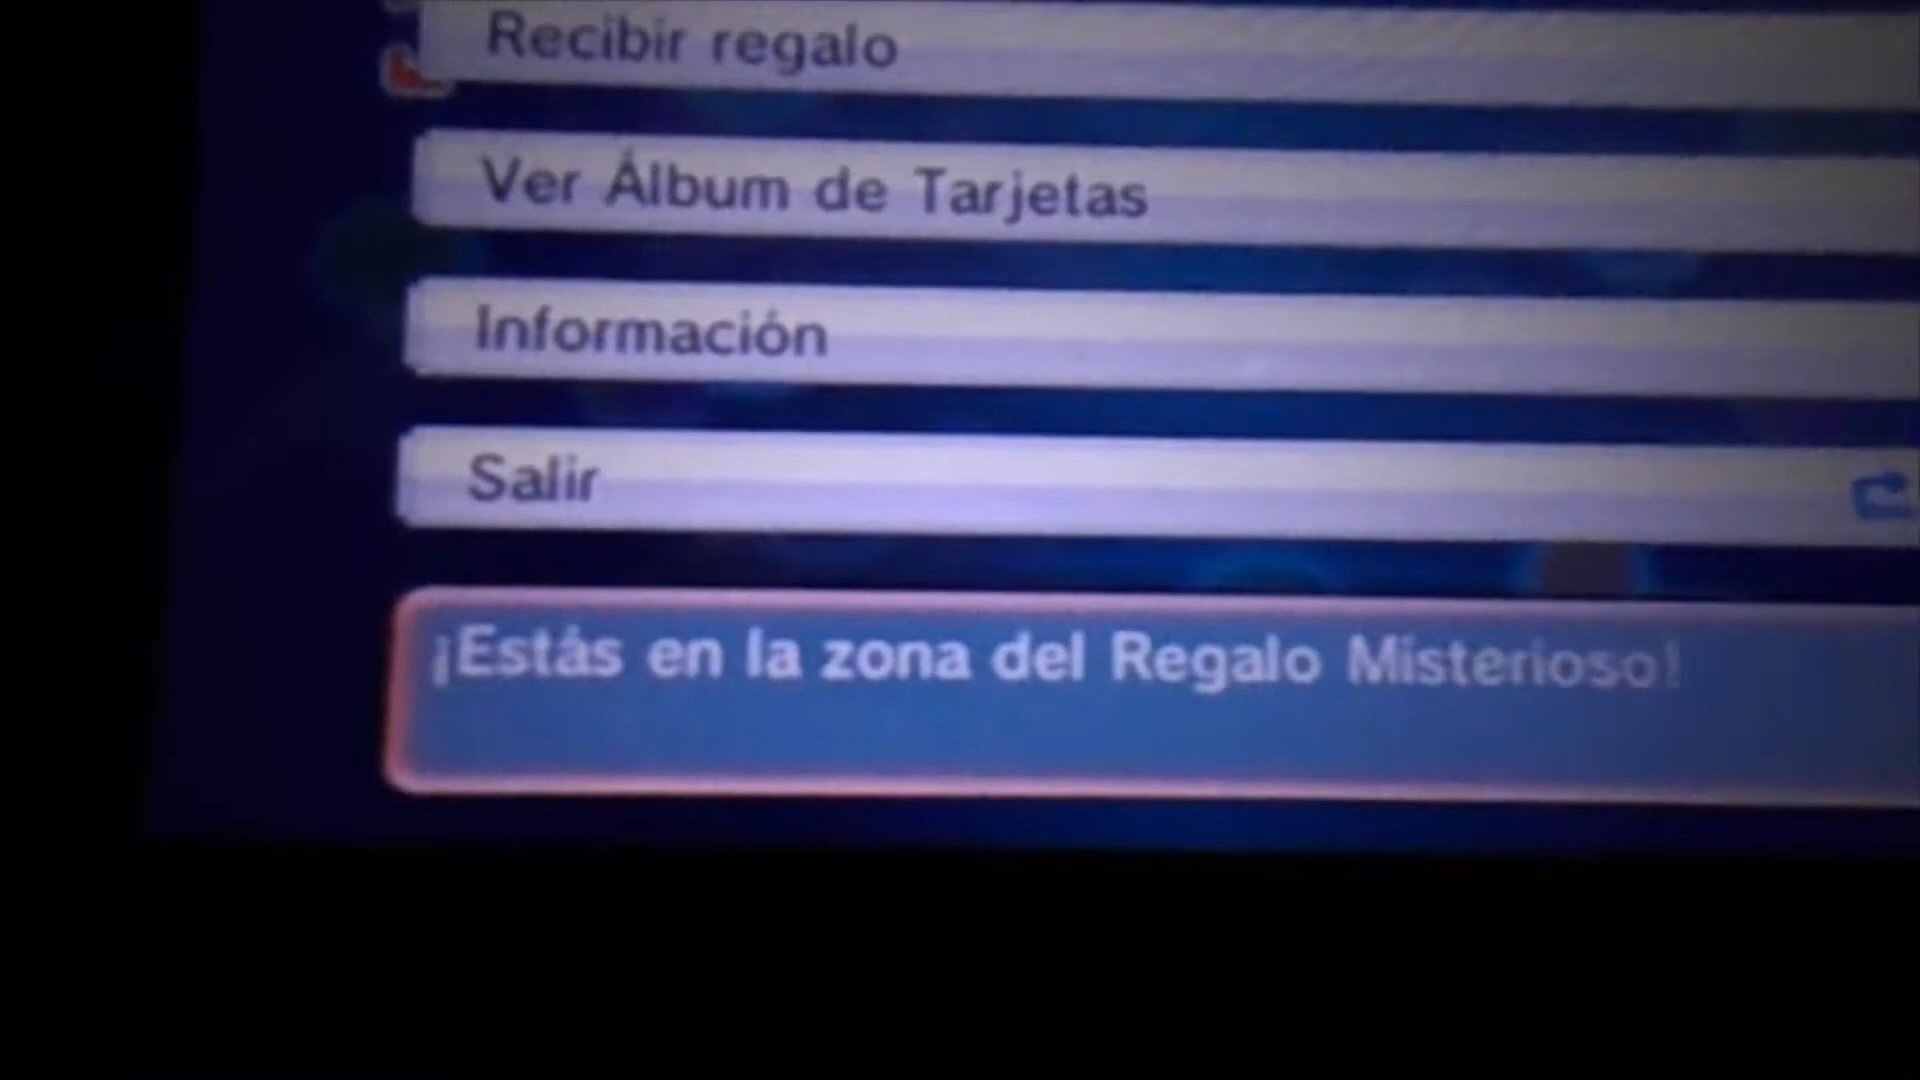 Recibir regalo
Ver Álbum de Tarjetas
Información
Salir
¡Estás en la zona del Regalo Misterioso!